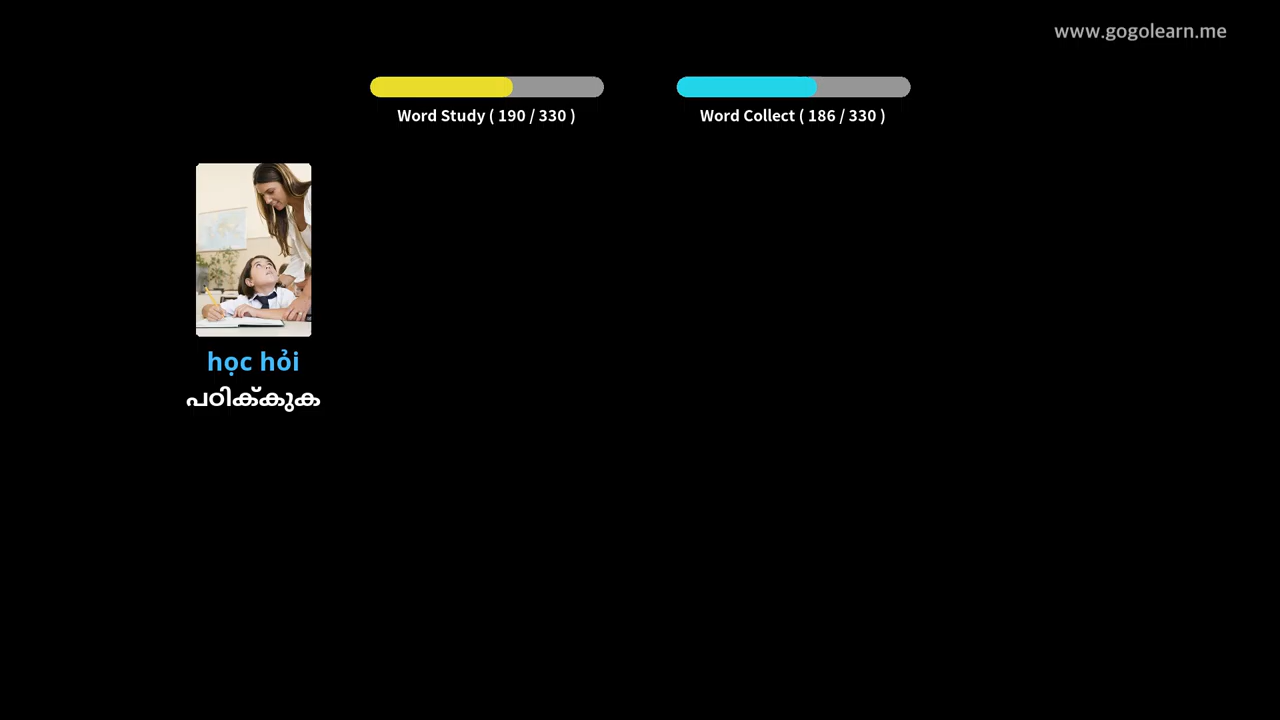 www.gogolearn.me
Word Study ( 190 / 330 )
Word Collect ( 186 / 330 )
học hỏi
പഠിക്കുക